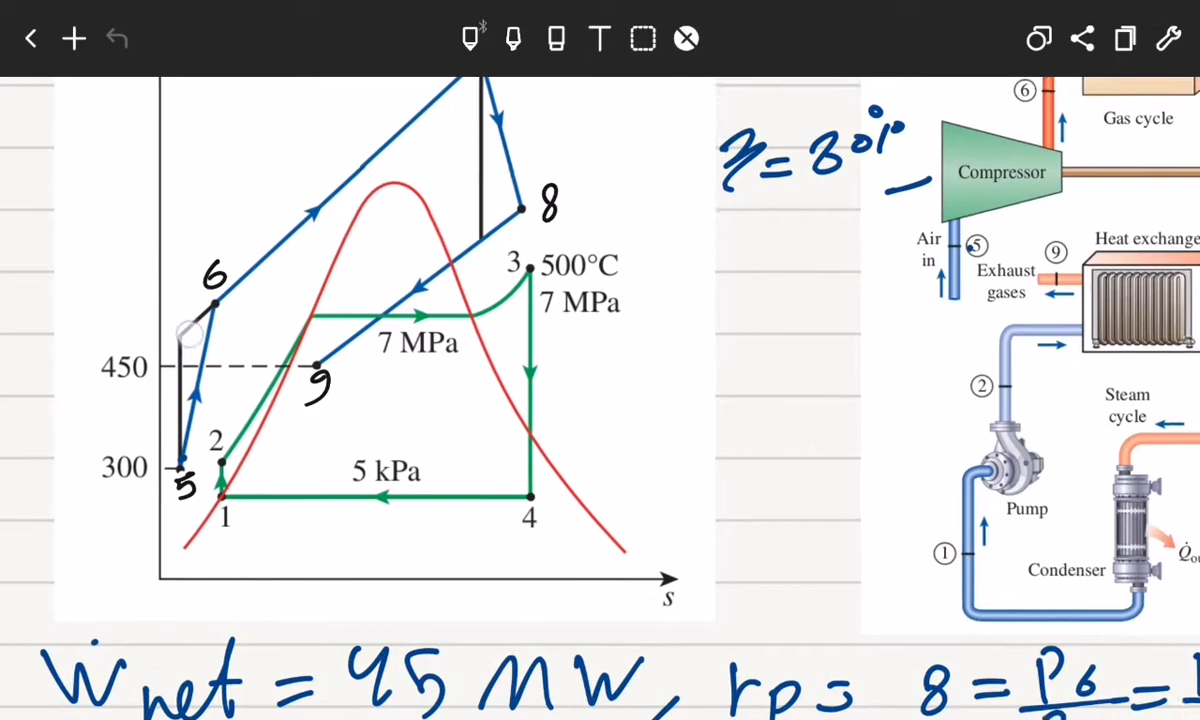 6
Gas cycle
η = 80%
Compressor
8
Air in
5
9
Heat exchange
Exhaust gases
3 500°C
7 MPa
6
7 MPa
450
9
2
Steam cycle
2
300
5
5 kPa
1
4
Pump
1
Condenser
s
Ẇnet = 45 MW, rp = 8 = P6 =